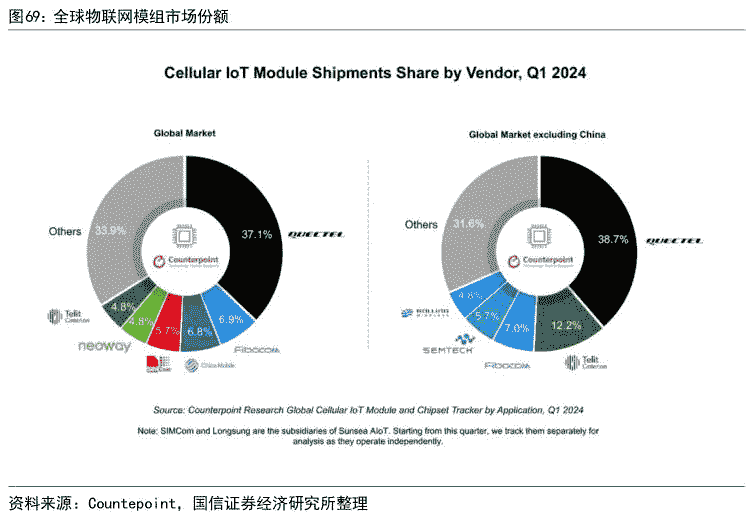 图69：全球物联网模组市场份额
Cellular IoT Module Shipments Share by Vendor, Q1 2024
Global Market
Global Market excluding China
Others
33.9%
37.1%
QUECTEL
Counterpoint
4.8%
4.8%
5.7%
6.8%
6.9%
Telit
Cinterion
neoway
China Mobile
Fibocom
Others
31.6%
38.7%
QUECTEL
Counterpoint
4.8%
5.7%
7.0%
12.2%
ROLLING
WIRELESS
SEMTECH
Fibocom
Telit
Cinterion
Source: Counterpoint Research Global Cellular IoT Module and Chipset Tracker by Application, Q1 2024
Note: SIMCom and Longsung are the subsidiaries of Sunsea AIoT. Starting from this quarter, we track them separately for
analysis as they operate independently.
资料来源：Countepoint，国信证券经济研究所整理